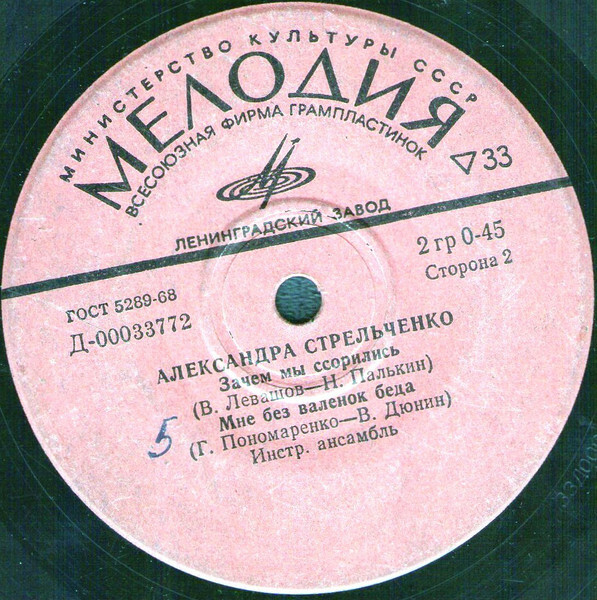 МИНИСТЕРСТВО КУЛЬТУРЫ СССР
МЕЛОДИЯ
ВСЕСОЮЗНАЯ ФИРМА ГРАМПЛАСТИНОК
33
ЛЕНИНГРАДСКИЙ ЗАВОД
ГОСТ 5289-68
Д-00033772
2 гр 0-45
Сторона 2
АЛЕКСАНДРА СТРЕЛЬЧЕНКО
Зачем мы ссорились
(В. Левашов—Н. Палькин)
Мне без валенок беда
(Г. Пономаренко—В. Дюнин)
Инстр. ансамбль
5